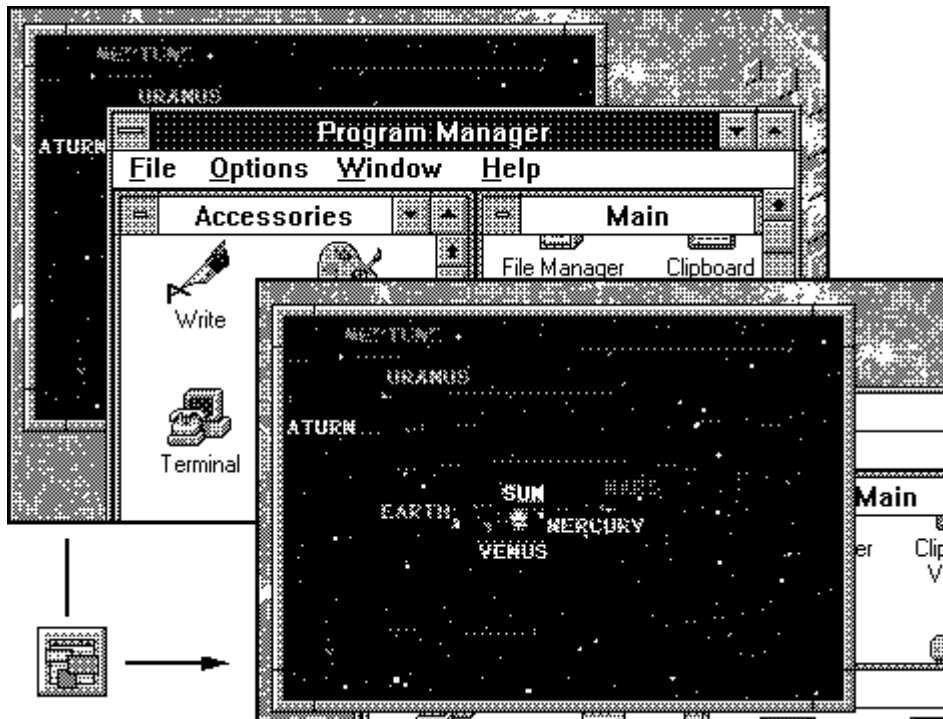 NEPTUNE
URANUS
ATURN
Program Manager
File Options Window Help
Accessories
Main
File Manager Clipboard
Write
Terminal
NEPTUNE
URANUS
ATURN
SUN
MARS
EARTH
MERCURY
VENUS
Main
er
Clip
V